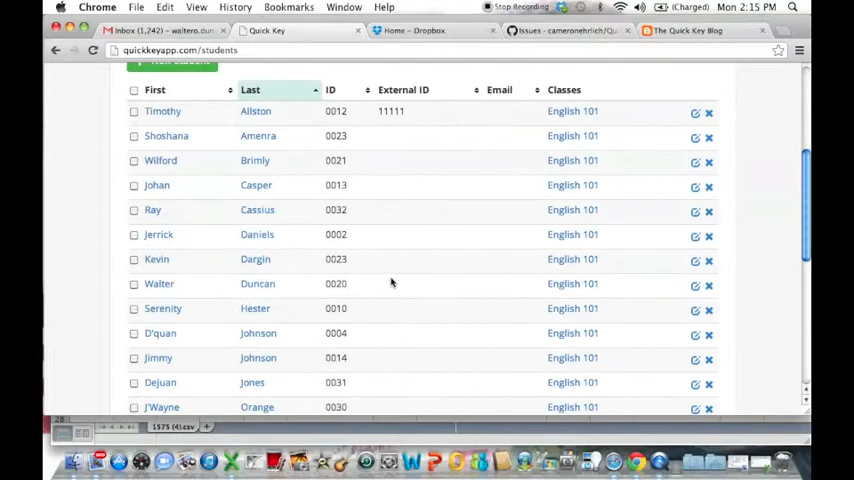 Chrome File Edit View History Bookmarks Window Help Stop Recording (Charged) Mon 2:15 PM
Inbox (1,242) – waltero.dun Quick Key Home – Dropbox Issues · cameronehrlich/Qu The Quick Key Blog
quickkeyapp.com/students
First Last ID External ID Email Classes
Timothy Allston 0012 11111 English 101
Shoshana Amenra 0023 English 101
Wilford Brimly 0021 English 101
Johan Casper 0013 English 101
Ray Cassius 0032 English 101
Jerrick Daniels 0002 English 101
Kevin Dargin 0023 English 101
Walter Duncan 0020 English 101
Serenity Hester 0010 English 101
D'quan Johnson 0004 English 101
Jimmy Johnson 0014 English 101
Dejuan Jones 0031 English 101
J'Wayne Orange 0030 English 101
28
1575 (4).csv